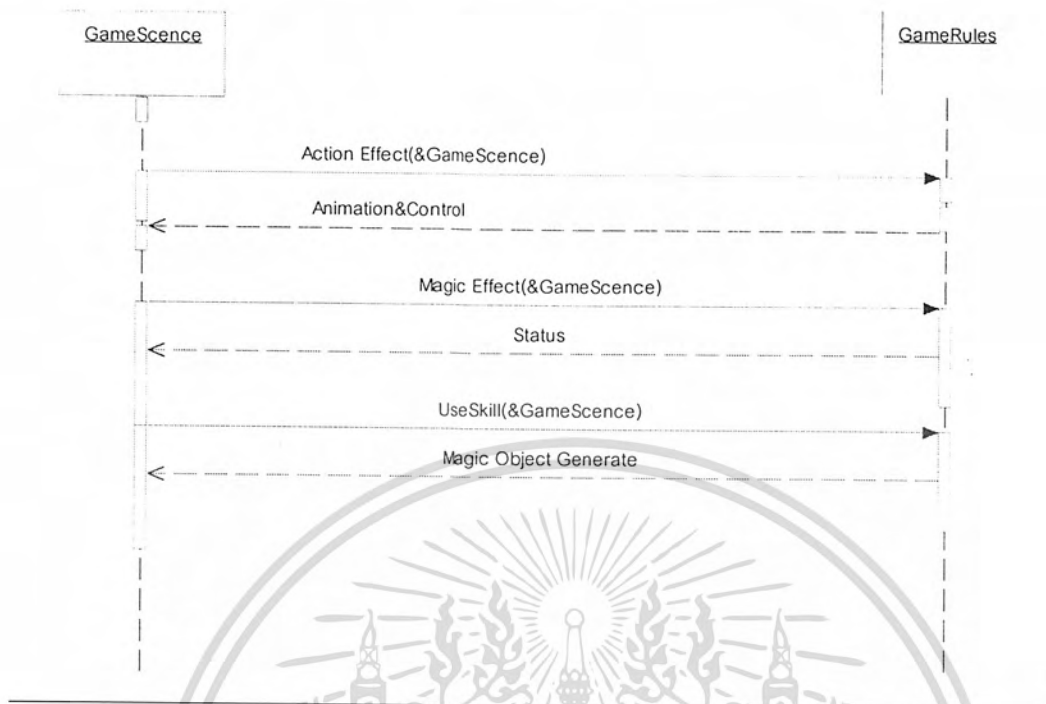 GameScence
GameRules
Action Effect(&GameScence)
Animation&Control
Magic Effect(&GameScence)
Status
UseSkill(&GameScence)
Magic Object Generate